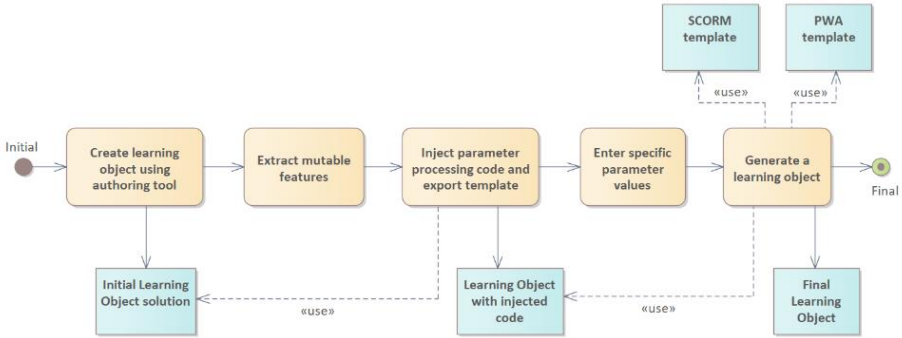 SCORM
template
PWA
template
«use»
«use»
Initial
Create learning
object using
authoring tool
Extract mutable
features
Inject parameter
processing code and
export template
Enter specific
parameter
values
Generate a
learning object
Final
Initial Learning
Object solution
«use»
Learning Object
with injected
code
«use»
Final
Learning
Object